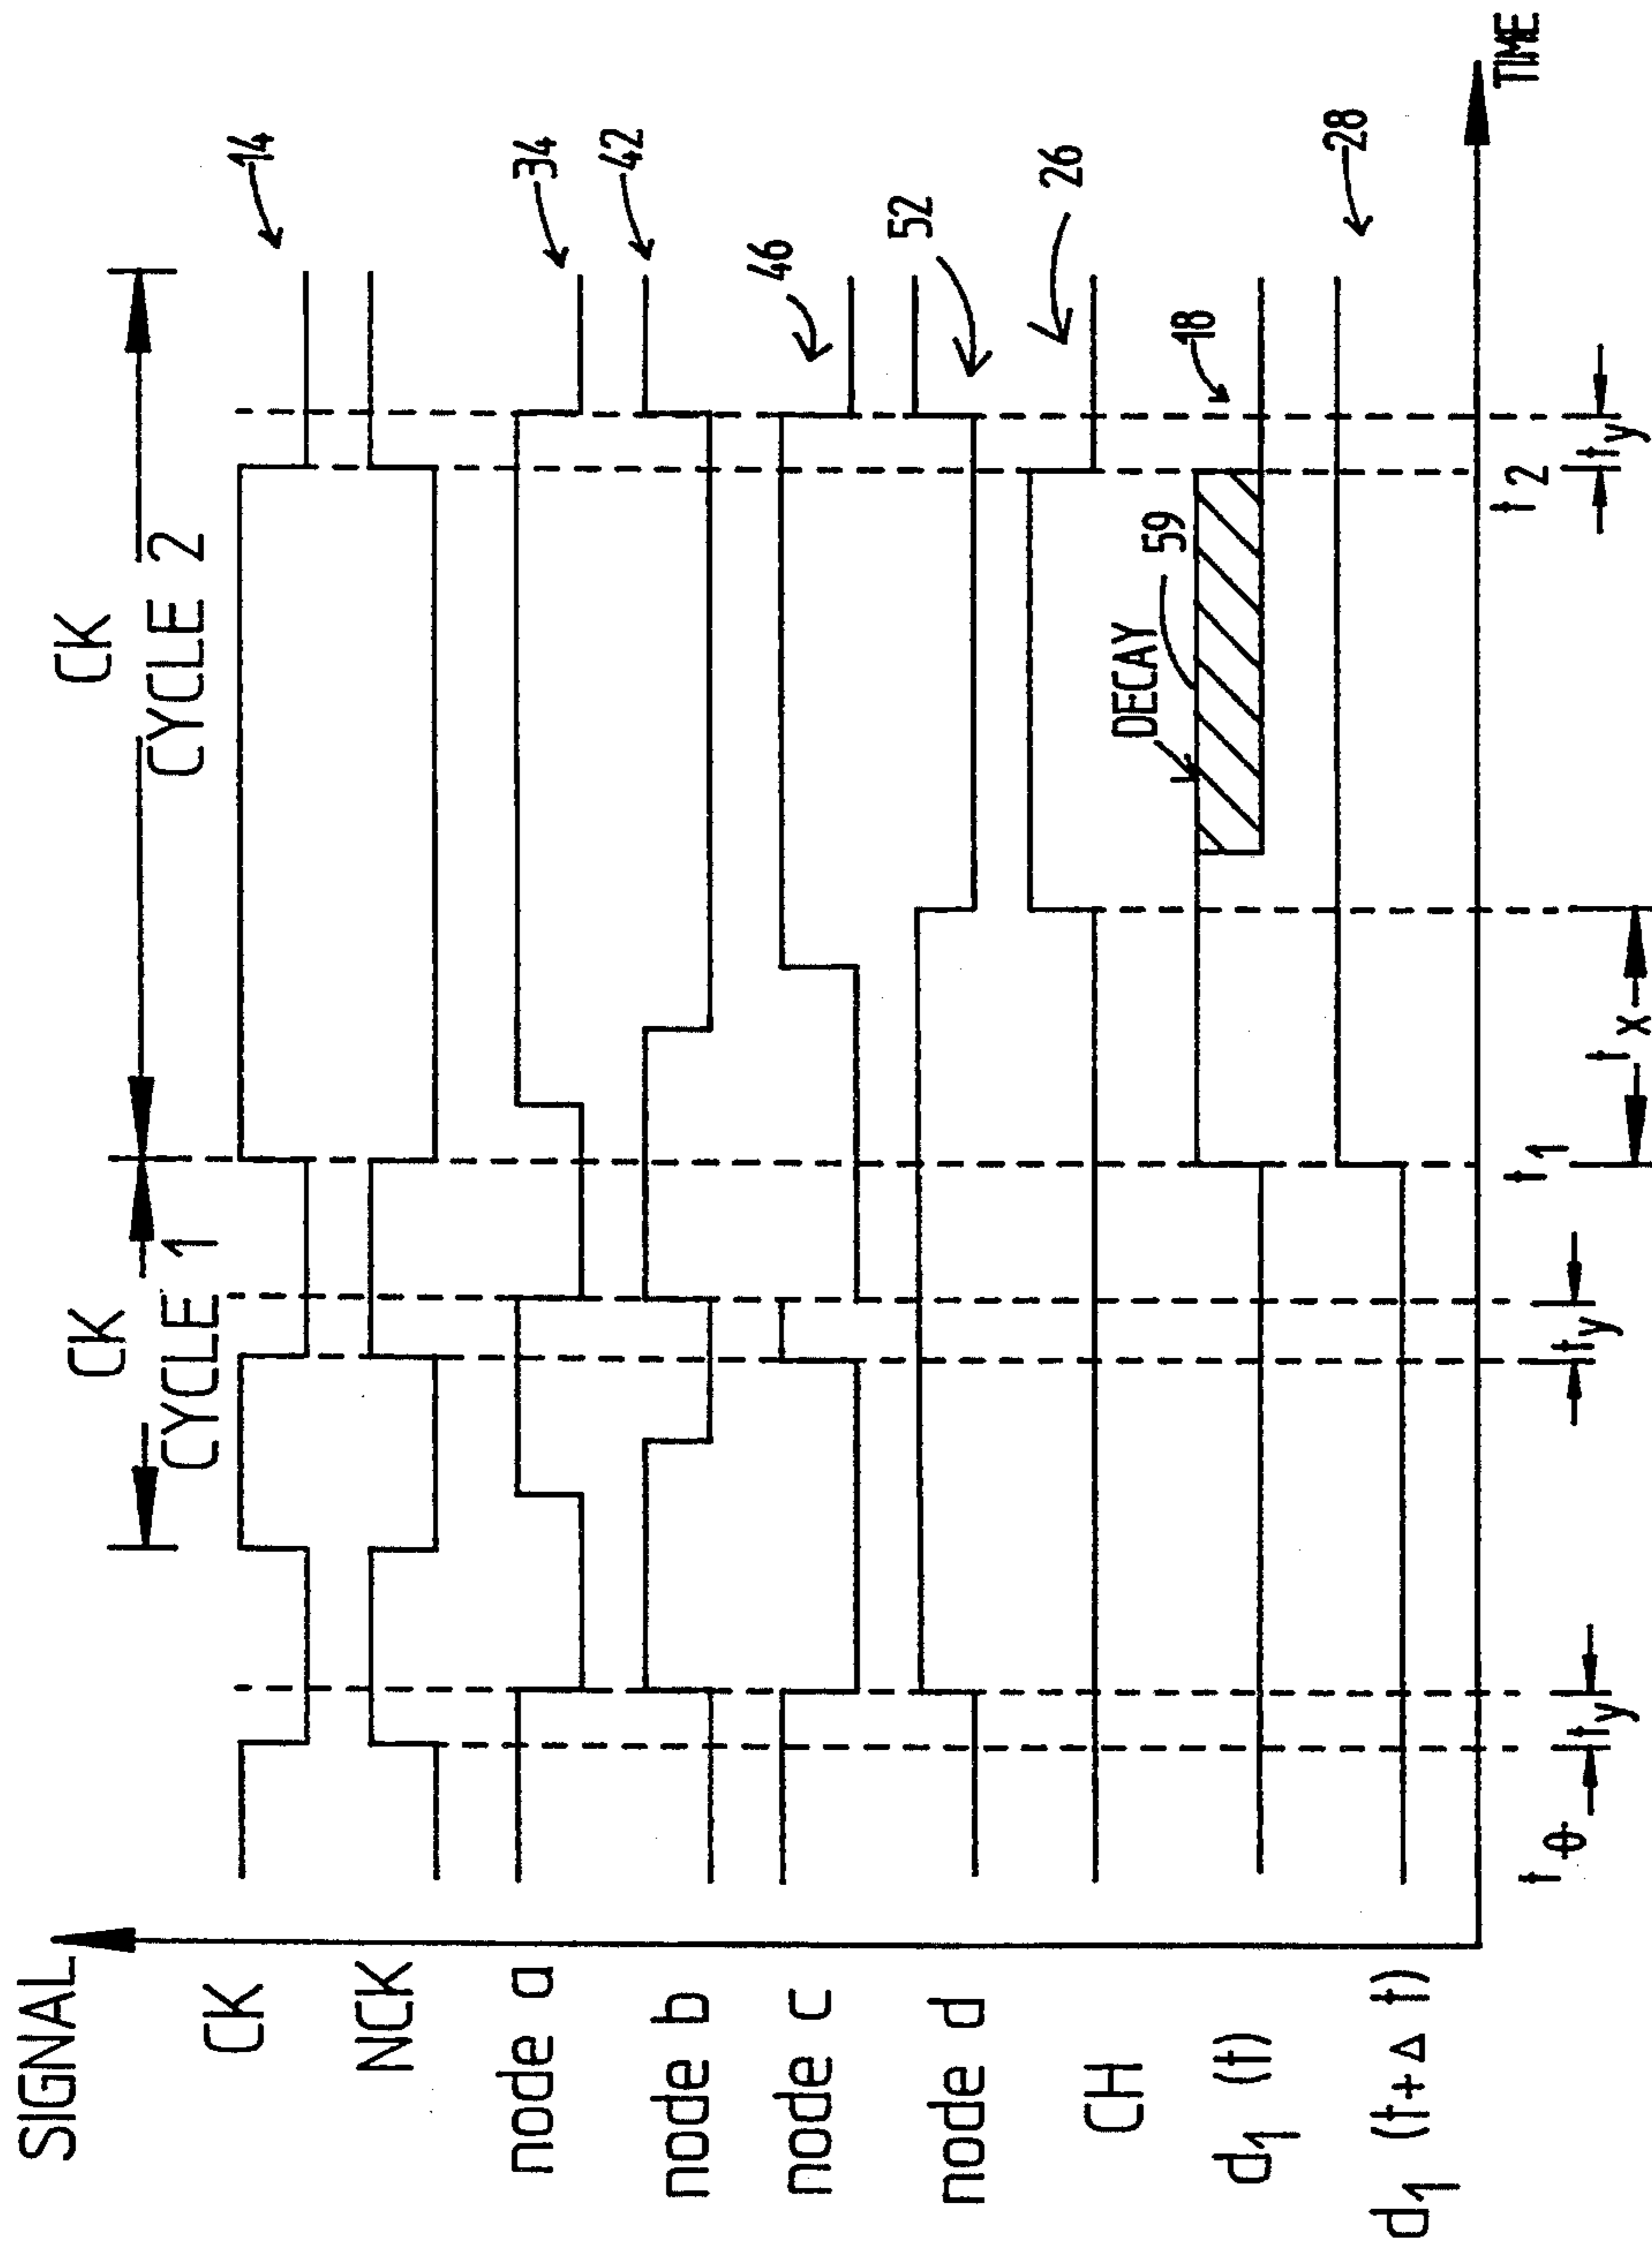 SIGNAL
CK
CYCLE 1
CK
CYCLE 2
CK
14
NCK
node a
34
node b
42
node c
46
node d
52
CH
26
d₁ (t)
DECAY
59
18
d₁ (t+Δt)
28
TIME
tϕ
ty
ty
t₁
tx
t₂
ty